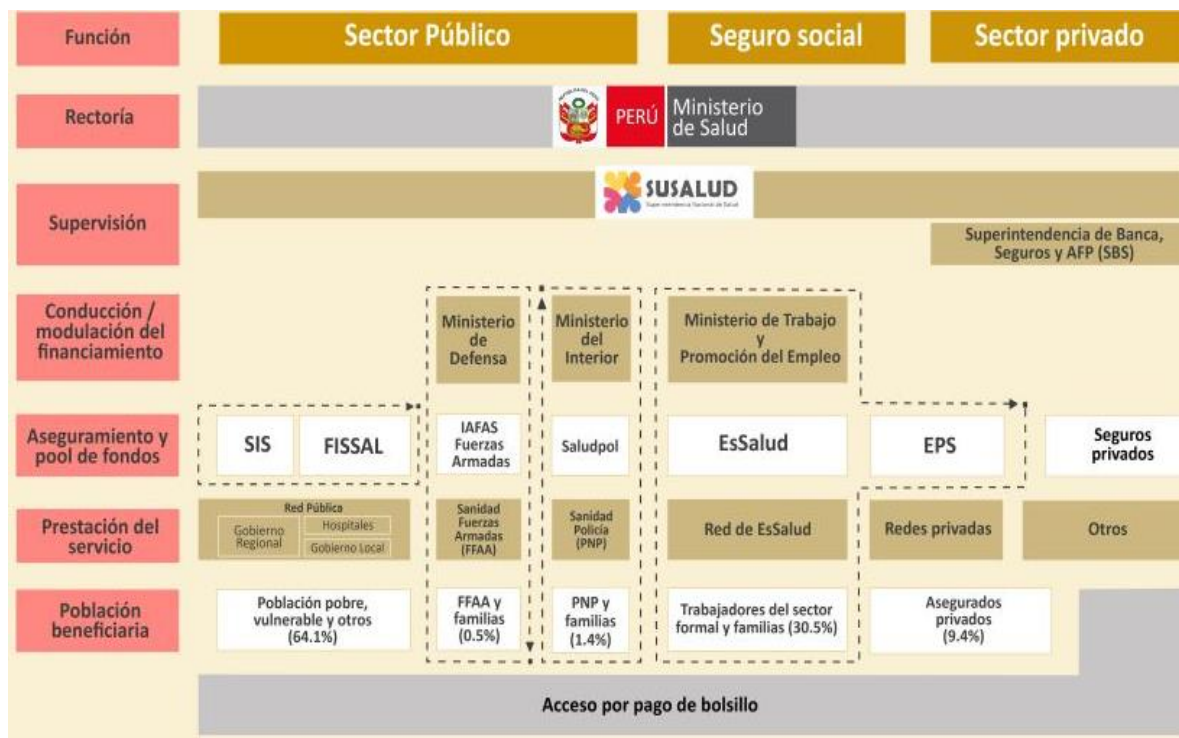 Función
Sector Público
Seguro social
Sector privado
Rectoría
PERÚ
Ministerio
de Salud
Supervisión
SUSALUD
Superintendencia Nacional de Salud
Superintendencia de Banca,
Seguros y AFP (SBS)
Conducción /
modulación del
financiamiento
Ministerio
de
Defensa
Ministerio
del
Interior
Ministerio de Trabajo
y
Promoción del Empleo
Aseguramiento y
pool de fondos
SIS
FISSAL
IAFAS
Fuerzas
Armadas
Saludpol
EsSalud
EPS
Seguros
privados
Prestación del
servicio
Red Pública
Gobierno
Regional
Hospitales
Gobierno Local
Sanidad
Fuerzas
Armadas
(FFAA)
Sanidad
Policía
(PNP)
Red de EsSalud
Redes privadas
Otros
Población
beneficiaria
Población pobre,
vulnerable y otros
(64.1%)
FFAA y
familias
(0.5%)
PNP y
familias
(1.4%)
Trabajadores del sector
formal y familias (30.5%)
Asegurados
privados
(9.4%)
Acceso por pago de bolsillo